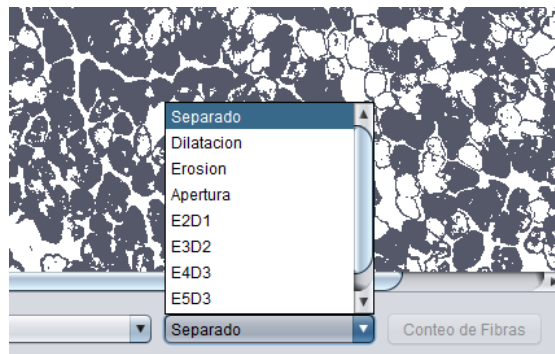 Separado
Dilatacion
Erosion
Apertura
E2D1
E3D2
E4D3
E5D3
Separado
Conteo de Fibras